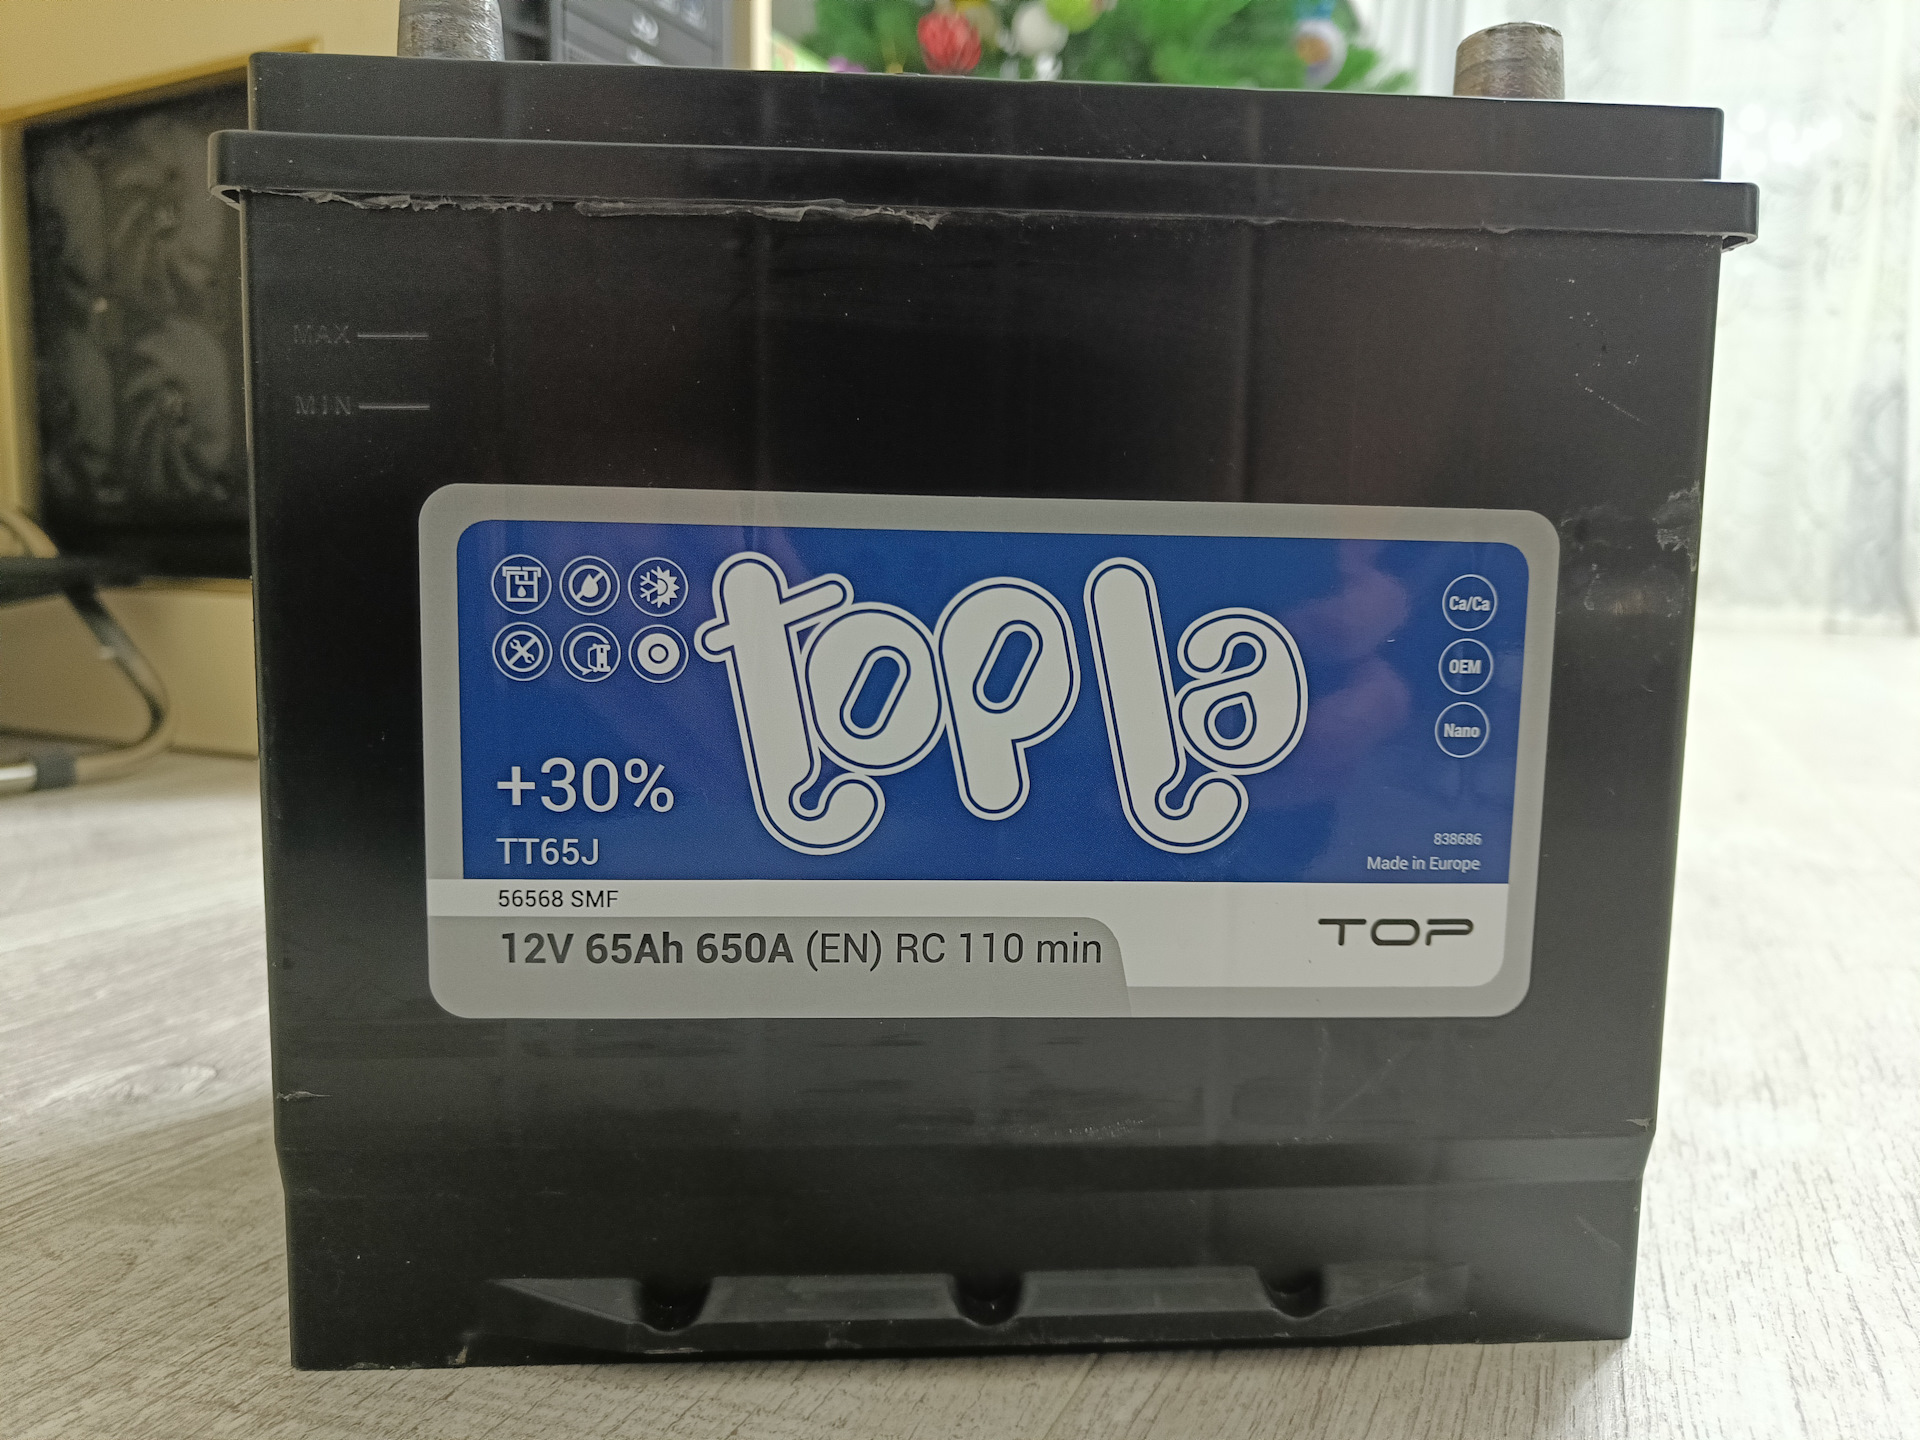 MAX
MIN
topla
Ca/Ca
OEM
Nano
+30%
TT65J
838686
Made in Europe
56568 SMF
12V 65Ah 650A (EN) RC 110 min
TOP